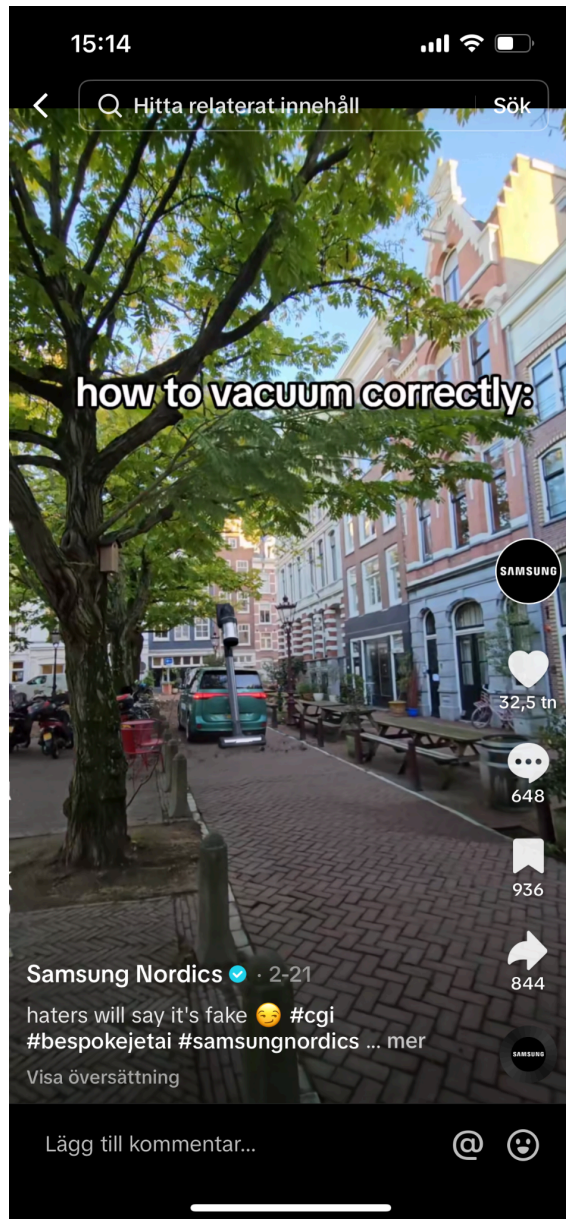 15:14
Hitta relaterat innehåll
Sök
how to vacuum correctly:
SAMSUNG
32,5 tn
648
936
844
Samsung Nordics · 2-21
haters will say it's fake 😏 #cgi
#bespokejetai #samsungnordics ... mer
SAMSUNG
Visa översättning
Lägg till kommentar...